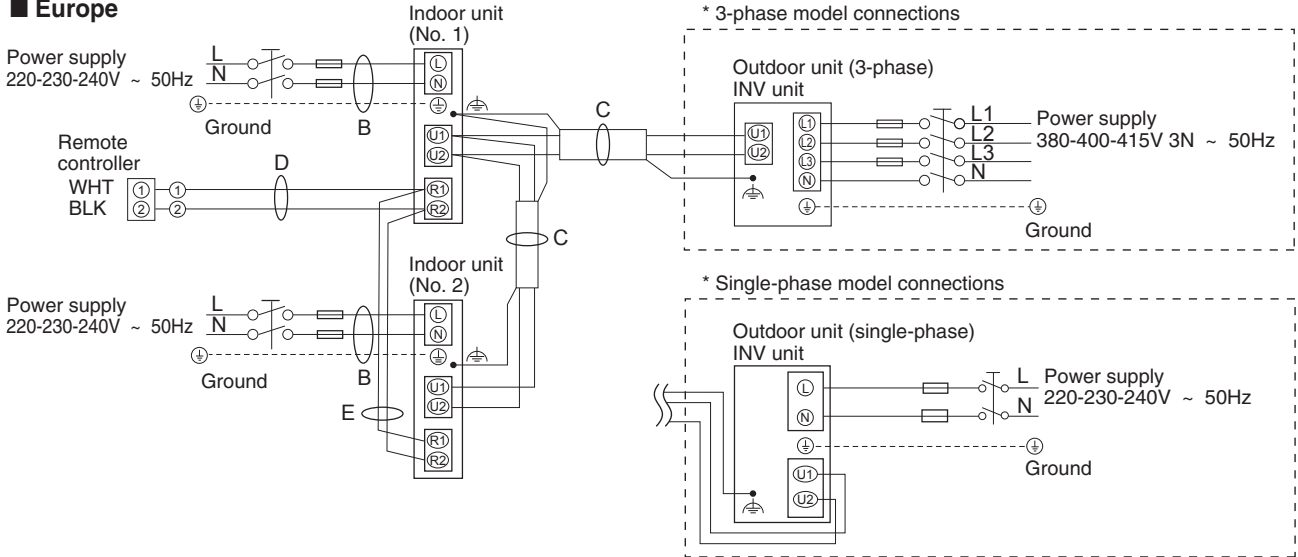 ■ Europe
Indoor unit
(No. 1)
Power supply
220-230-240V ~ 50Hz
L
N
Ground
B
L
N
U1
U2
R1
R2
Remote
controller
WHT
BLK
1
2
1
2
D
C
C
Indoor unit
(No. 2)
Power supply
220-230-240V ~ 50Hz
L
N
Ground
B
E
L
N
U1
U2
R1
R2
* 3-phase model connections
Outdoor unit (3-phase)
INV unit
U1
U2
L1
L2
L3
N
L1
L2
L3
N
Power supply
380-400-415V 3N ~ 50Hz
Ground
* Single-phase model connections
Outdoor unit (single-phase)
INV unit
L
N
U1
U2
L
N
Power supply
220-230-240V ~ 50Hz
Ground